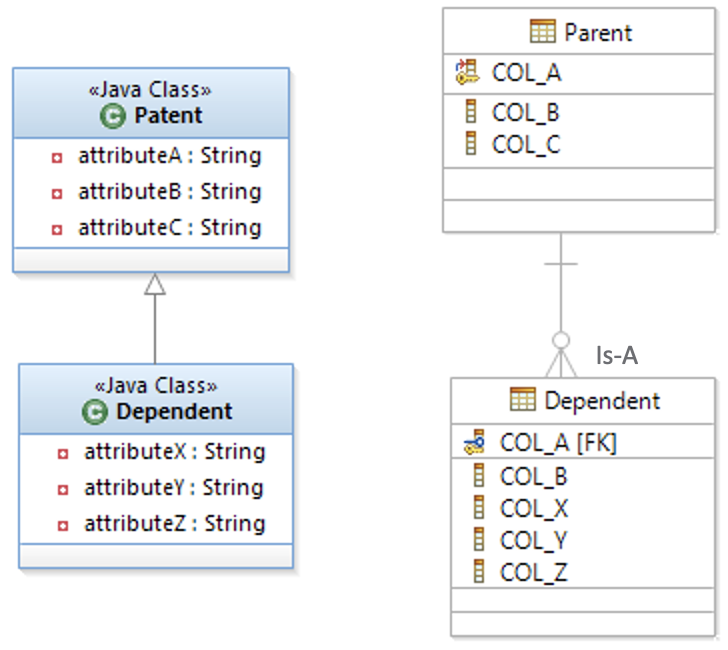 «Java Class»
Patent
attributeA : String
attributeB : String
attributeC : String
«Java Class»
Dependent
attributeX : String
attributeY : String
attributeZ : String
Parent
COL_A
COL_B
COL_C
Is-A
Dependent
COL_A [FK]
COL_B
COL_X
COL_Y
COL_Z